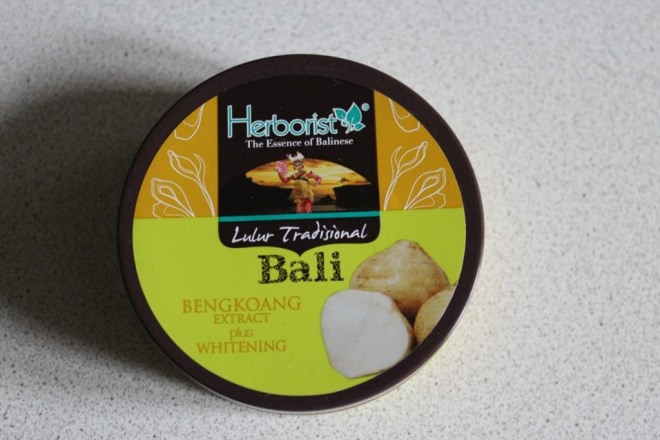 Herborist®
The Essence of Balinese
Lulur Tradisional
Bali
BENGKOANG
EXTRACT
plus
WHITENING